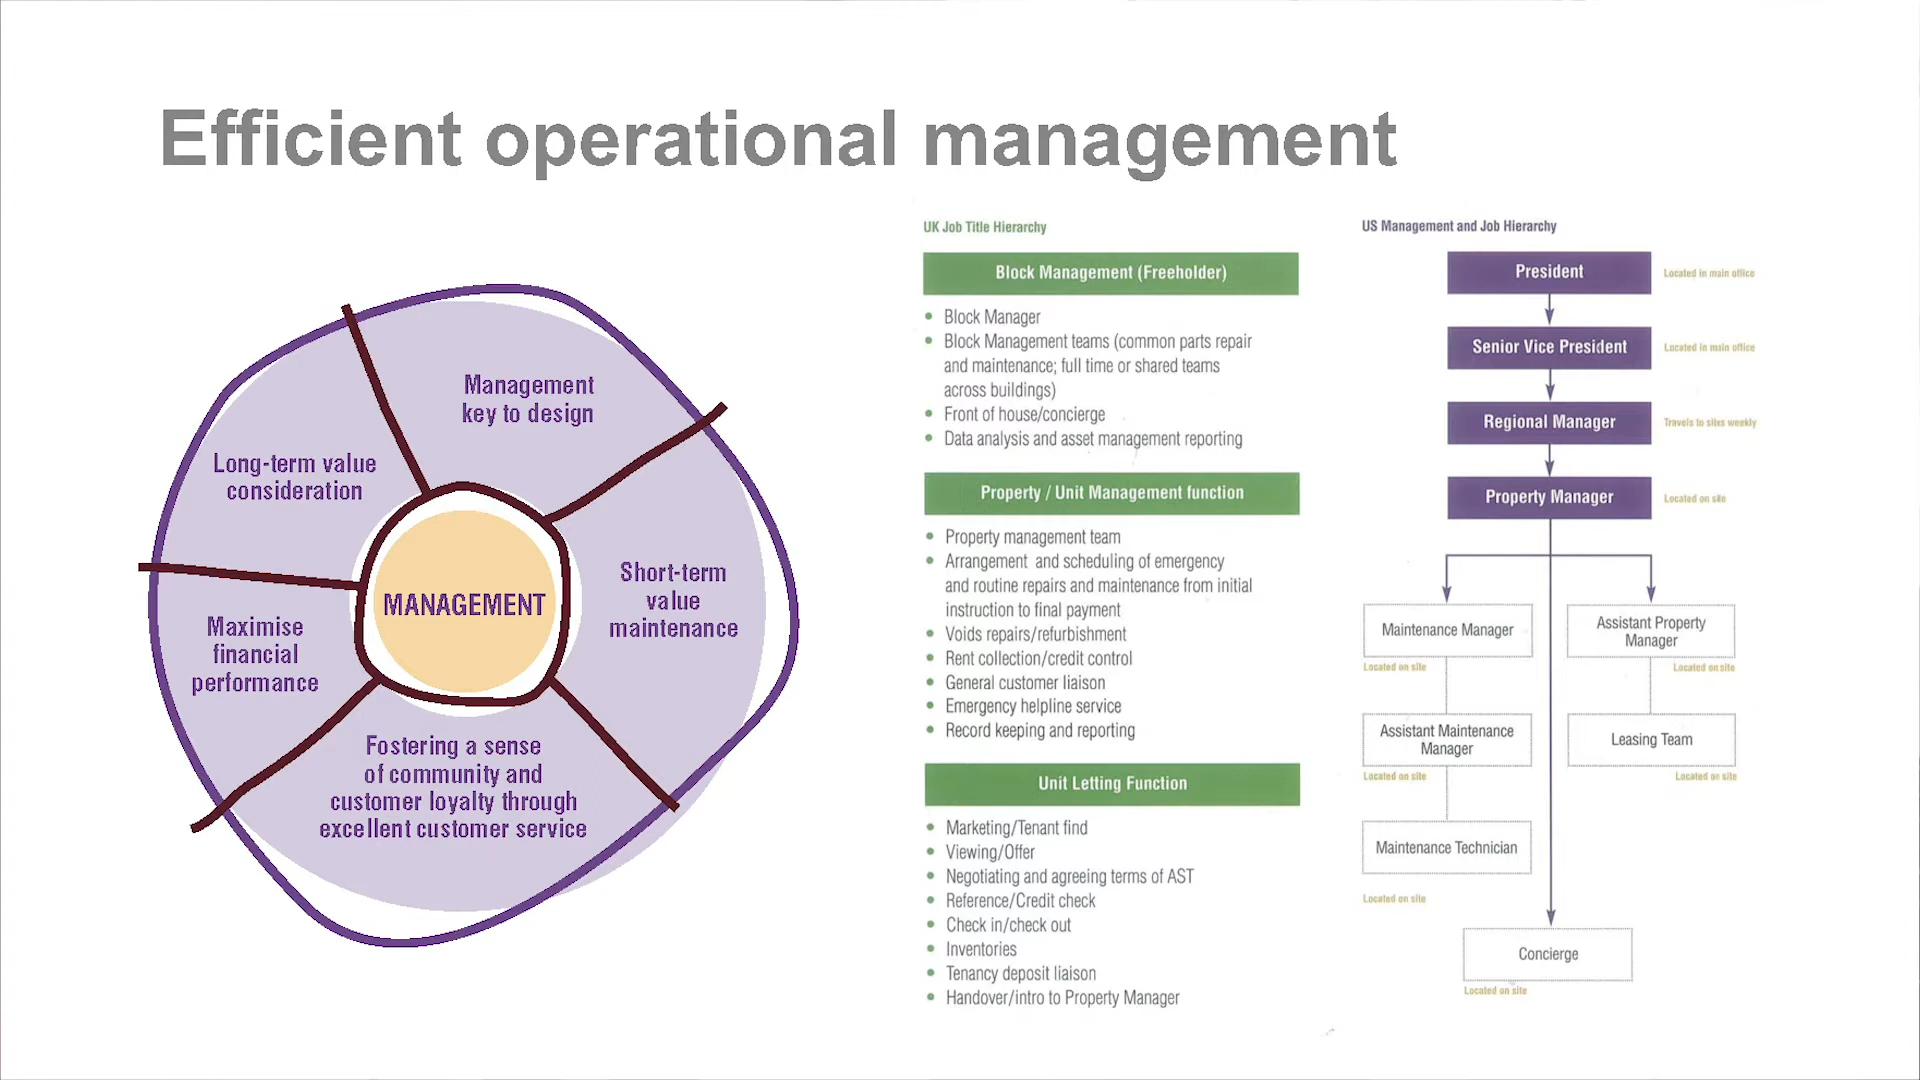 Efficient operational management
Management
key to design
Long-term value
consideration
Short-term
value
maintenance
MANAGEMENT
Maximise
financial
performance
Fostering a sense
of community and
customer loyalty through
excellent customer service
UK Job Title Hierarchy
Block Management (Freeholder)
Block Manager
Block Management teams (common parts repair
and maintenance; full time or shared teams
across buildings)
Front of house/concierge
Data analysis and asset management reporting
Property / Unit Management function
Property management team
Arrangement and scheduling of emergency
and routine repairs and maintenance from initial
instruction to final payment
Voids repairs/refurbishment
Rent collection/credit control
General customer liaison
Emergency helpline service
Record keeping and reporting
Unit Letting Function
Marketing/Tenant find
Viewing/Offer
Negotiating and agreeing terms of AST
Reference/Credit check
Check in/check out
Inventories
Tenancy deposit liaison
Handover/intro to Property Manager
US Management and Job Hierarchy
President
Located in main office
Senior Vice President
Located in main office
Regional Manager
Travels to sites weekly
Property Manager
Located on site
Maintenance Manager
Located on site
Assistant Property
Manager
Located on site
Assistant Maintenance
Manager
Located on site
Leasing Team
Located on site
Maintenance Technician
Located on site
Concierge
Located on site